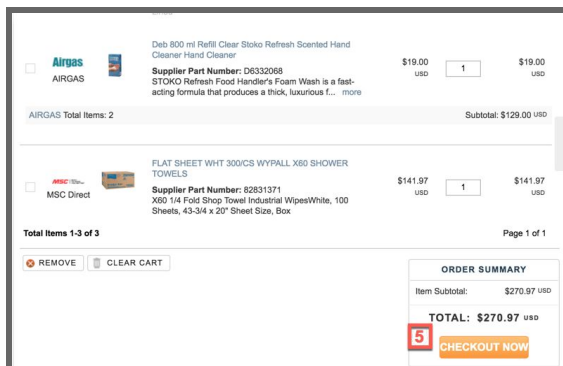 Deb 800 ml Refill Clear Stoko Refresh Scented Hand
Cleaner Hand Cleaner
Airgas
AIRGAS
Supplier Part Number: D6332068
STOKO Refresh Food Handler's Foam Wash is a fast-
acting formula that produces a thick, luxurious f... more
$19.00
USD
1
$19.00
USD
AIRGAS Total Items: 2
Subtotal: $129.00 USD
FLAT SHEET WHT 300/CS WYPALL X60 SHOWER
TOWELS
MSC
MSC Direct
Supplier Part Number: 82831371
X60 1/4 Fold Shop Towel Industrial WipesWhite, 100
Sheets, 43-3/4 x 20" Sheet Size, Box
$141.97
USD
1
$141.97
USD
Total Items 1-3 of 3
Page 1 of 1
REMOVE
CLEAR CART
ORDER SUMMARY
Item Subtotal: $270.97 USD
TOTAL: $270.97 USD
5
CHECKOUT NOW